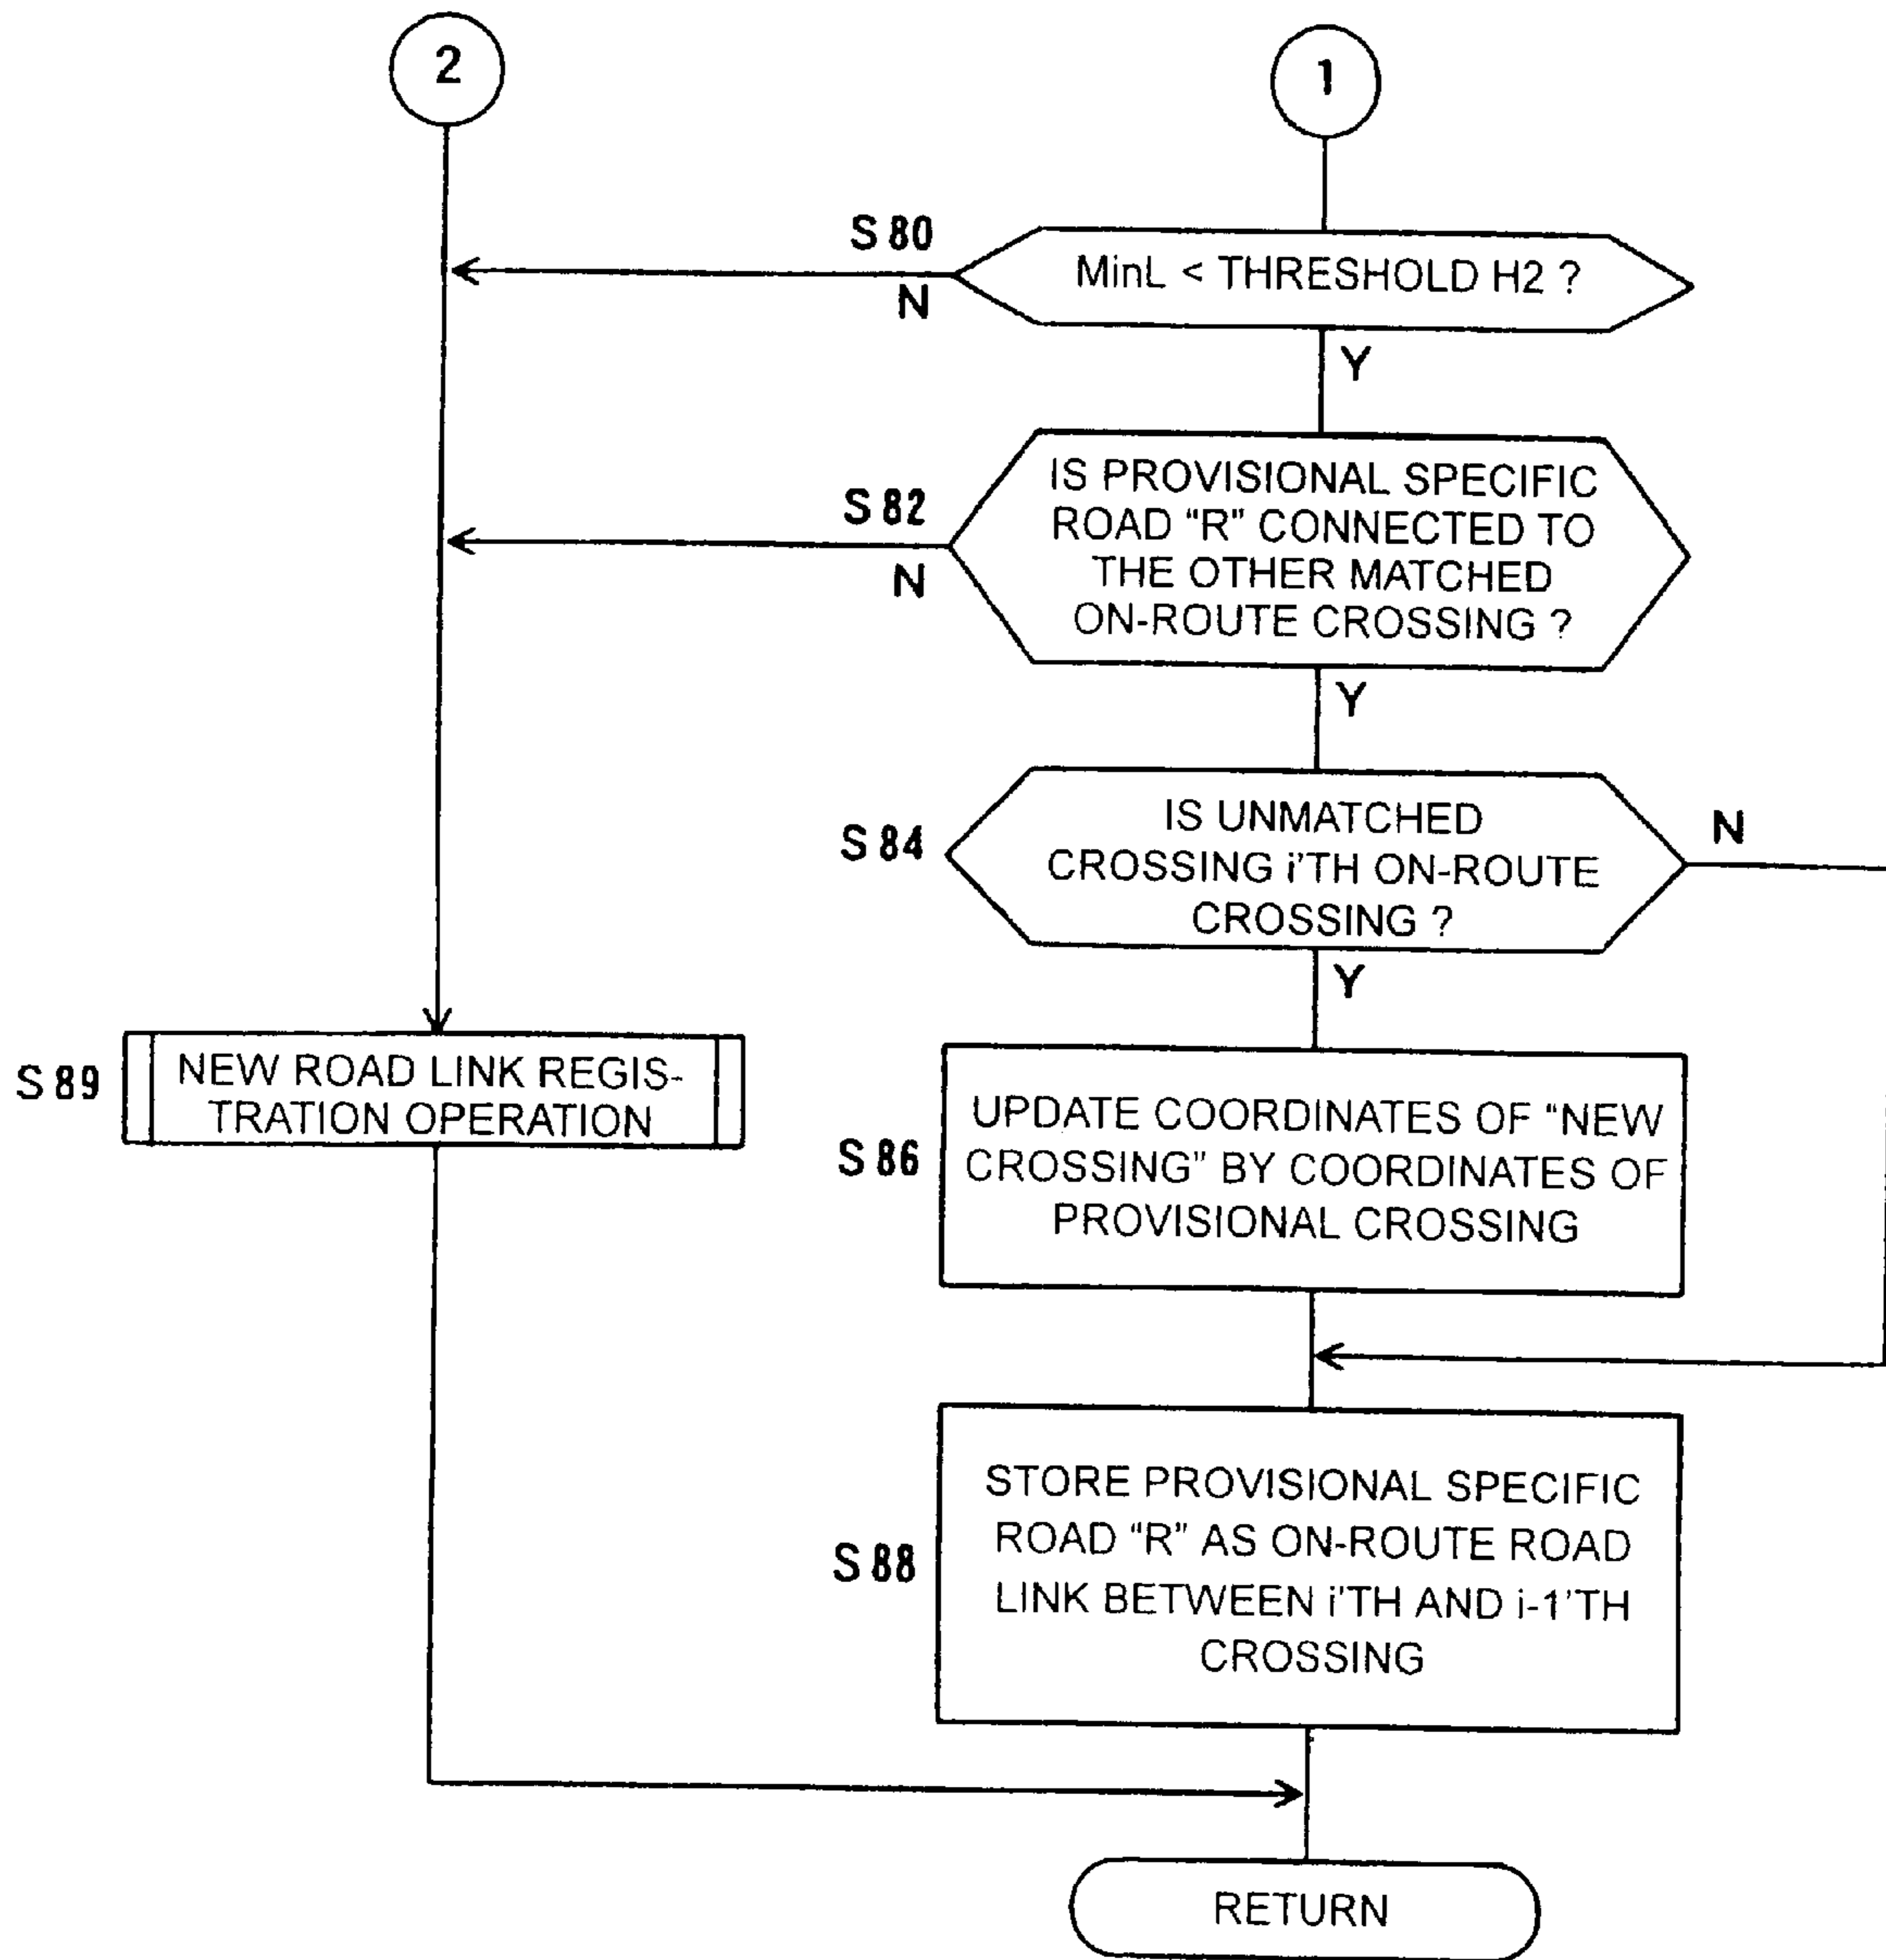 2
1
S 80
MinL < THRESHOLD H2 ?
N
Y
S 82
IS PROVISIONAL SPECIFIC
ROAD “R” CONNECTED TO
THE OTHER MATCHED
ON-ROUTE CROSSING ?
N
Y
S 84
IS UNMATCHED
CROSSING i'TH ON-ROUTE
CROSSING ?
N
Y
S 89
NEW ROAD LINK REGIS-
TRATION OPERATION
S 86
UPDATE COORDINATES OF “NEW
CROSSING” BY COORDINATES OF
PROVISIONAL CROSSING
S 88
STORE PROVISIONAL SPECIFIC
ROAD “R” AS ON-ROUTE ROAD
LINK BETWEEN i'TH AND i-1'TH
CROSSING
RETURN